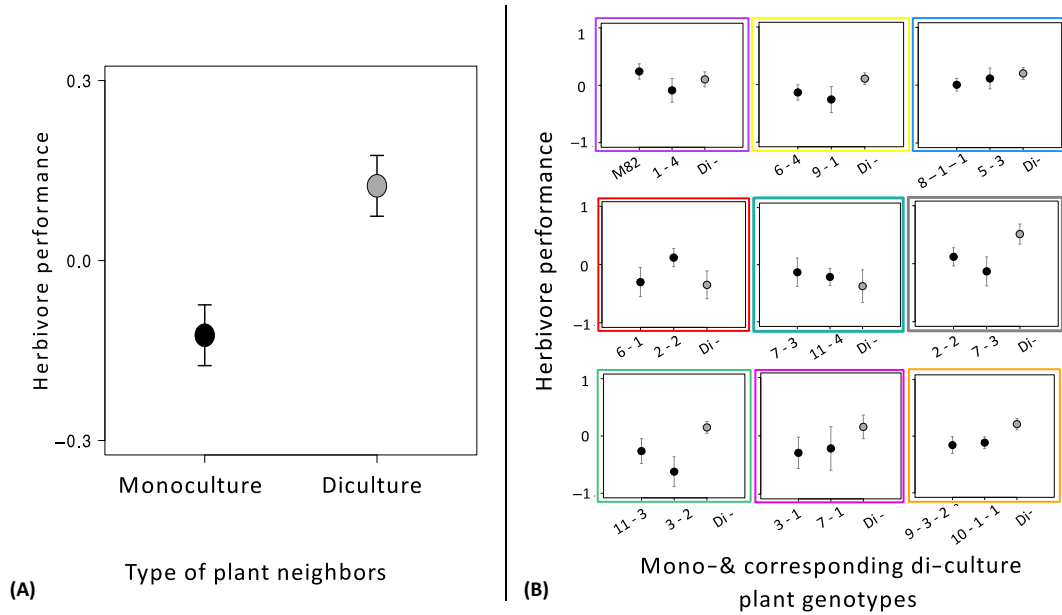 0.3
0.0
−0.3
Herbivore performance
Monoculture Diculture
Type of plant neighbors
(A)
Herbivore performance
1
0
−1
M82 1-4 Di-
6-4 9-1 Di-
8-1-1 5-3 Di-
1
0
−1
6-1 2-2 Di-
7-3 11-4 Di-
2-2 7-3 Di-
1
0
−1
11-3 3-2 Di-
3-1 7-1 Di-
9-3-2 10-1-1 Di-
Mono-& corresponding di-culture
plant genotypes
(B)